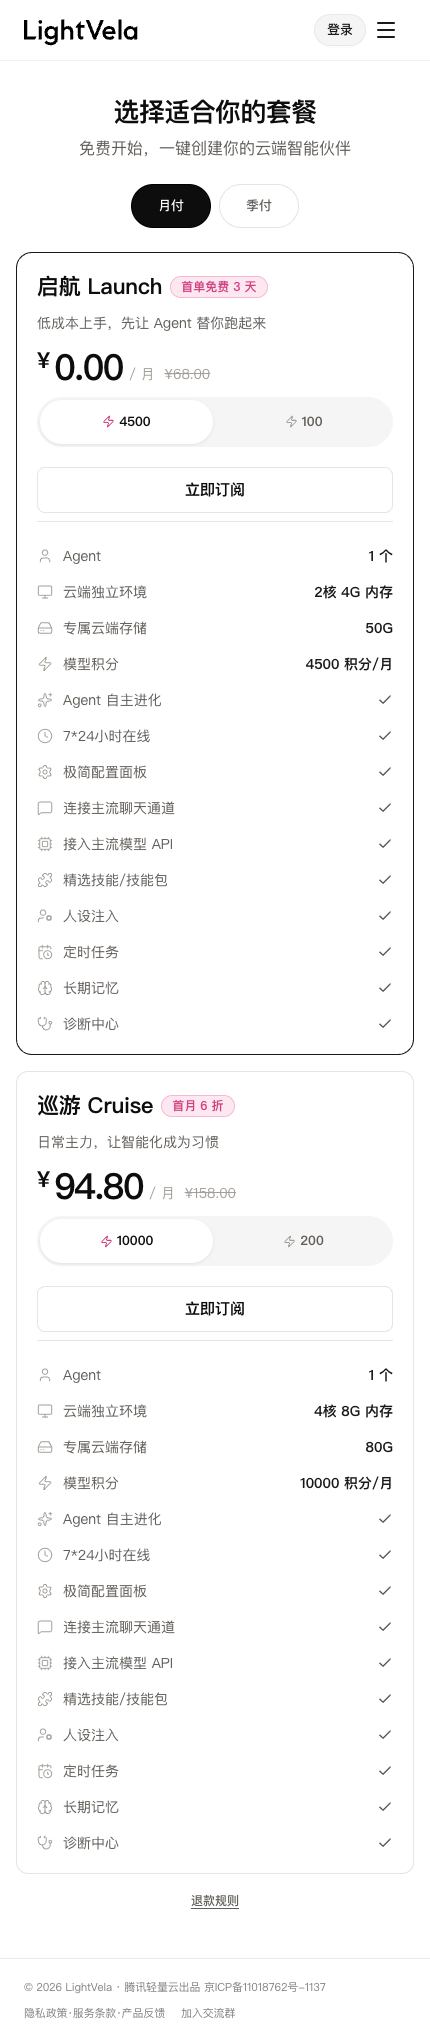 LightVela
登录
选择适合你的套餐
免费开始，一键创建你的云端智能伙伴
月付 季付
启航 Launch 首单免费 3 天
低成本上手，先让 Agent 替你跑起来
¥0.00 / 月 ¥68.00
4500 100
立即订阅
Agent 1 个
云端独立环境 2核 4G 内存
专属云端存储 50G
模型积分 4500 积分/月
Agent 自主进化
7*24小时在线
极简配置面板
连接主流聊天通道
接入主流模型 API
精选技能/技能包
人设注入
定时任务
长期记忆
诊断中心
巡游 Cruise 首月 6 折
日常主力，让智能化成为习惯
¥94.80 / 月 ¥158.00
10000 200
立即订阅
Agent 1 个
云端独立环境 4核 8G 内存
专属云端存储 80G
模型积分 10000 积分/月
Agent 自主进化
7*24小时在线
极简配置面板
连接主流聊天通道
接入主流模型 API
精选技能/技能包
人设注入
定时任务
长期记忆
诊断中心
退款规则
© 2026 LightVela · 腾讯轻量云出品 京ICP备11018762号-1137
隐私政策·服务条款·产品反馈 加入交流群